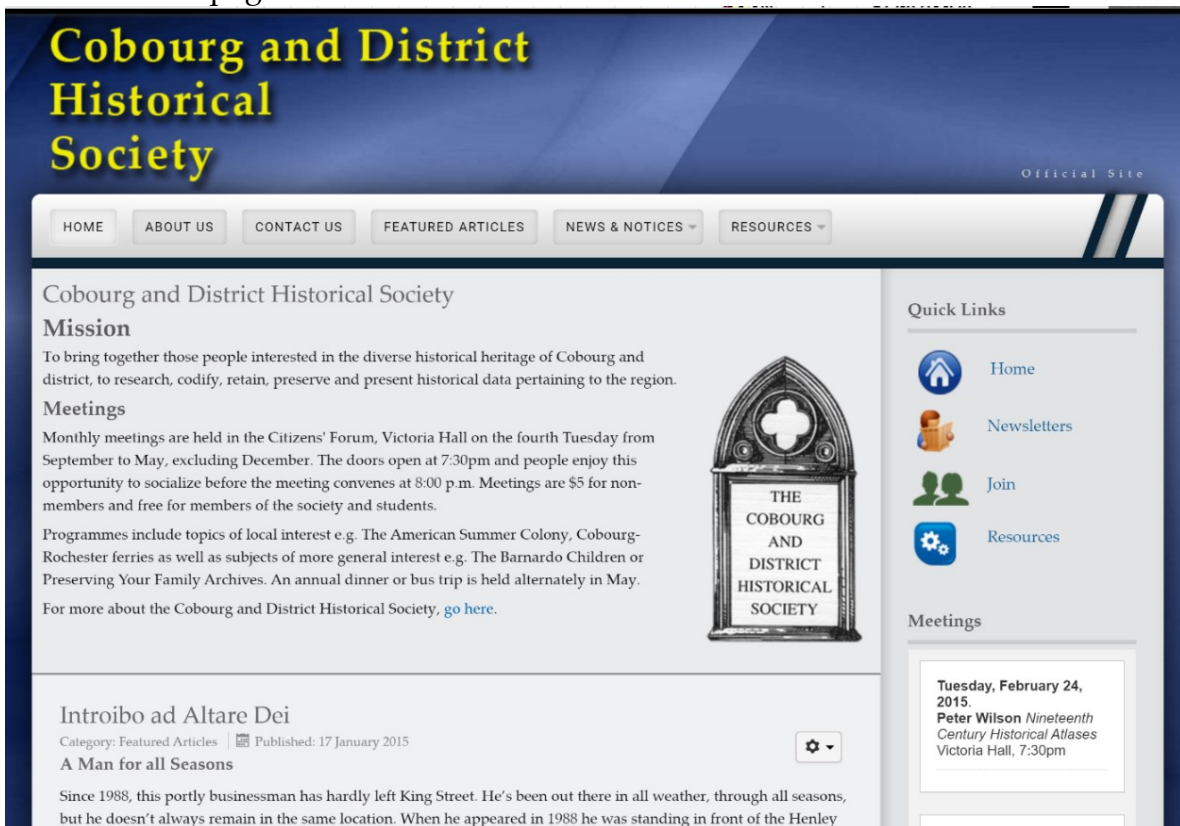 Cobourg and District
Historical
Society
Official Site
HOME
ABOUT US
CONTACT US
FEATURED ARTICLES
NEWS & NOTICES
RESOURCES
Cobourg and District Historical Society
Mission
To bring together those people interested in the diverse historical heritage of Cobourg and
district, to research, codify, retain, preserve and present historical data pertaining to the region.
Meetings
Monthly meetings are held in the Citizens' Forum, Victoria Hall on the fourth Tuesday from
September to May, excluding December. The doors open at 7:30pm and people enjoy this
opportunity to socialize before the meeting convenes at 8:00 p.m. Meetings are $5 for non-
members and free for members of the society and students.
Programmes include topics of local interest e.g. The American Summer Colony, Cobourg-
Rochester ferries as well as subjects of more general interest e.g. The Barnardo Children or
Preserving Your Family Archives. An annual dinner or bus trip is held alternately in May.
For more about the Cobourg and District Historical Society, go here.
THE
COBOURG
AND
DISTRICT
HISTORICAL
SOCIETY
Introibo ad Altare Dei
Category: Featured Articles
Published: 17 January 2015
A Man for all Seasons
Since 1988, this portly businessman has hardly left King Street. He's been out there in all weather, through all seasons,
but he doesn't always remain in the same location. When he appeared in 1988 he was standing in front of the Henley
Quick Links
Home
Newsletters
Join
Resources
Meetings
Tuesday, February 24,
2015.
Peter Wilson Nineteenth
Century Historical Atlases
Victoria Hall, 7:30pm